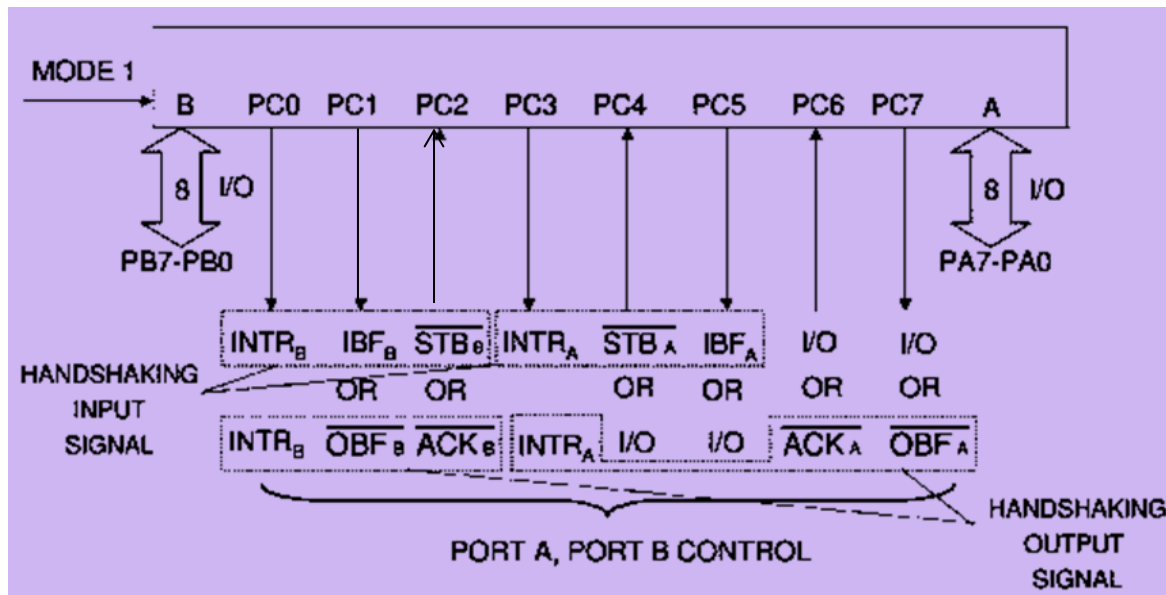 MODE 1
B PC0 PC1 PC2 PC3 PC4 PC5 PC6 PC7 A
8 I/O 8 I/O
PB7-PB0 PA7-PA0
INTRB IBFB STBB INTRA STBA IBFA I/O I/O
HANDSHAKING
INPUT
SIGNAL
OR OR OR OR OR OR
INTRB OBFB ACKB INTRA I/O I/O ACKA OBFA
PORT A, PORT B CONTROL
HANDSHAKING
OUTPUT
SIGNAL